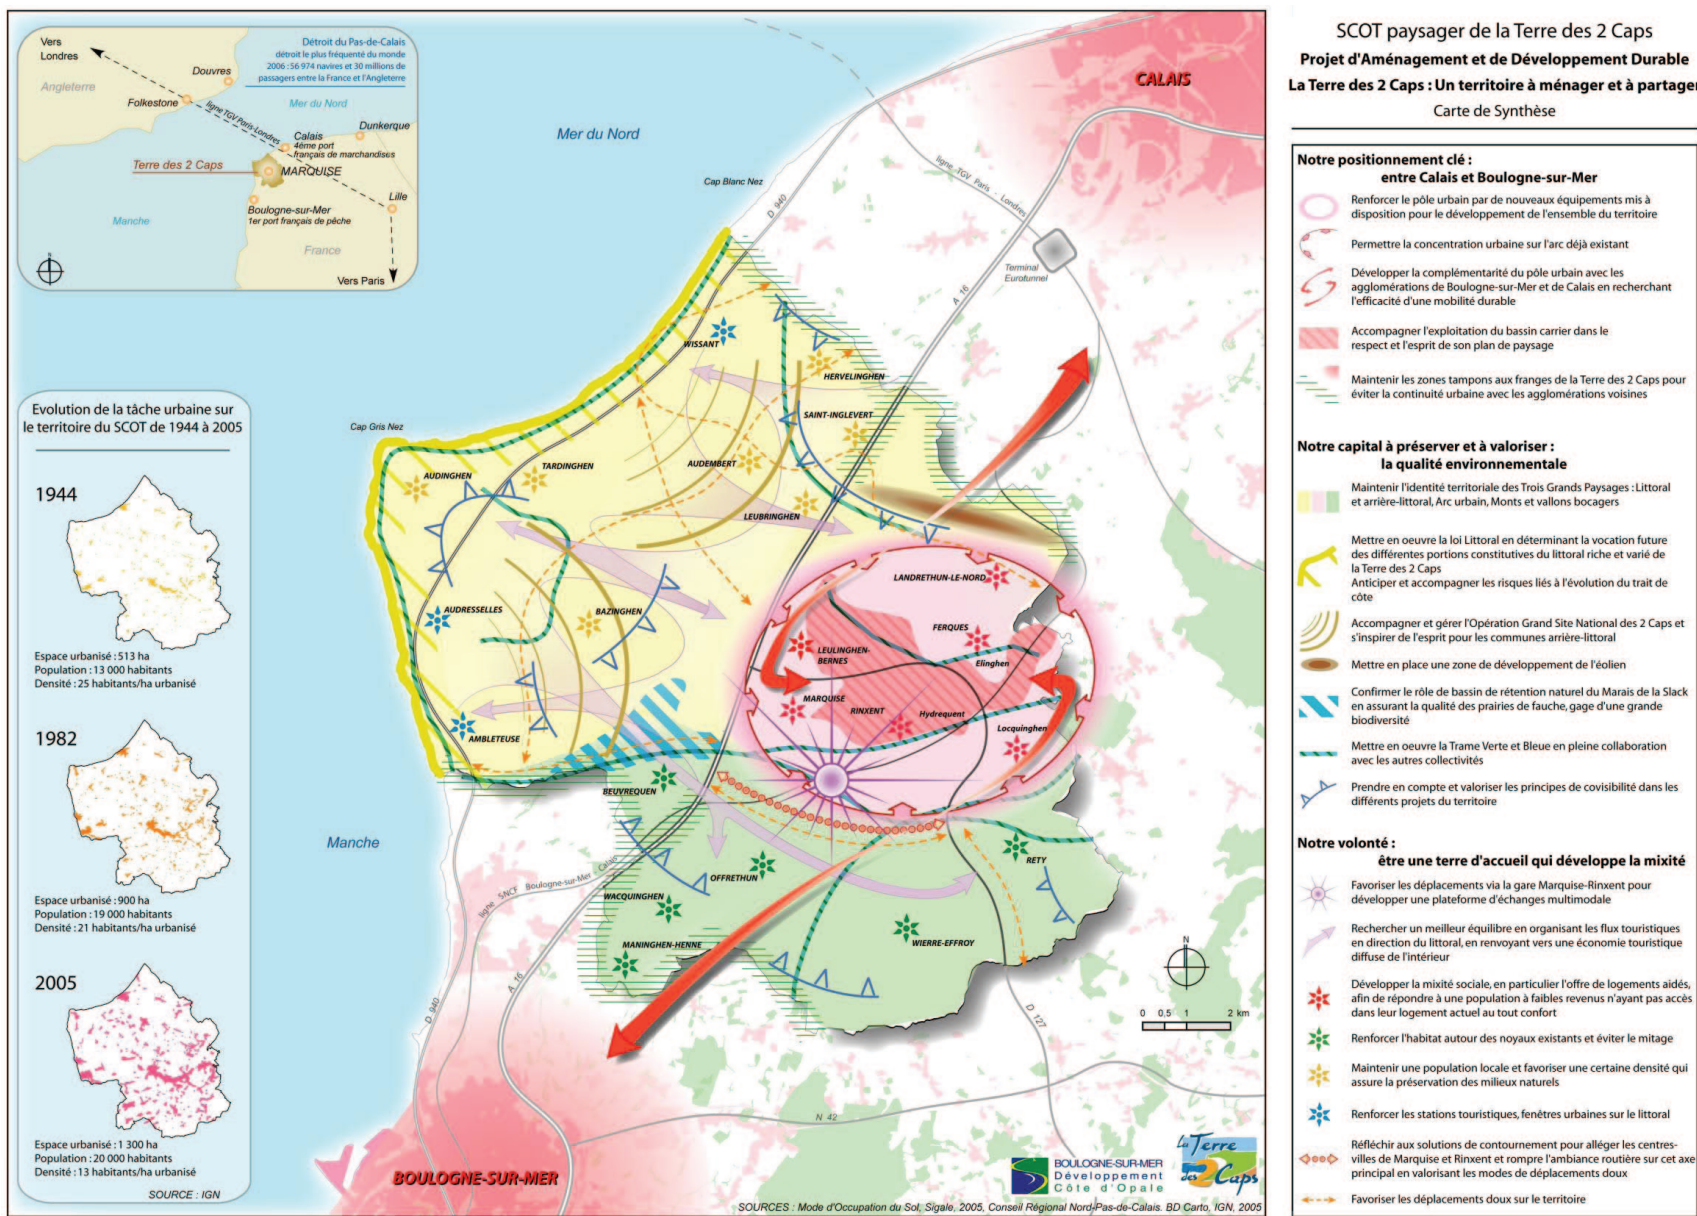 Vers
Londres
Détroit du Pas-de-Calais
détroit le plus fréquenté du monde
2006 : 56 974 navires et 30 millions de
passagers entre la France et l'Angleterre
Angleterre
Douvres
Folkestone
ligne TGV Paris-Londres
Mer du Nord
Dunkerque
Calais
4ème port
français de marchandises
Terre des 2 Caps
MARQUISE
Lille
Boulogne-sur-Mer
1er port français de pêche
Manche
France
N
Vers Paris
Evolution de la tâche urbaine sur
le territoire du SCOT de 1944 à 2005
1944
Espace urbanisé : 513 ha
Population : 13 000 habitants
Densité : 25 habitants/ha urbanisé
1982
Espace urbanisé : 900 ha
Population : 19 000 habitants
Densité : 21 habitants/ha urbanisé
2005
Espace urbanisé : 1 300 ha
Population : 20 000 habitants
Densité : 13 habitants/ha urbanisé
SOURCE : IGN
CALAIS
Mer du Nord
ligne TGV Paris - Londres
Cap Blanc Nez
D 940
Terminal
Eurotunnel
A 16
WISSANT
HERVELINGHEN
SAINT-INGLEVERT
Cap Gris Nez
AUDINGHEN
TARDINGHEN
AUDEMBERT
LEUBRINGHEN
LANDRETHUN-LE-NORD
AUDRESSELLES
BAZINGHEN
FERQUES
LEULINGHEN-
BERNES
Elinghen
MARQUISE
RINXENT
Hydrequent
Locquinghen
AMBLETEUSE
BEUVREQUEN
Manche
RETY
OFFRETHUN
ligne SNCF Boulogne-sur-Mer - Calais
WACQUINGHEN
WIERRE-EFFROY
MANINGHEN-HENNE
N
D 940
A 16
D 127
0 0.5 1 2 km
N 42
BOULOGNE-SUR-MER
BOULOGNE-SUR-MER
Développement
Côte d'Opale
La Terre
des 2 Caps
SOURCES : Mode d'Occupation du Sol, Sigale, 2005, Conseil Régional Nord-Pas-de-Calais. BD Carto, IGN, 2005
SCOT paysager de la Terre des 2 Caps
Projet d'Aménagement et de Développement Durable
La Terre des 2 Caps : Un territoire à ménager et à partager
Carte de Synthèse
Notre positionnement clé :
entre Calais et Boulogne-sur-Mer
Renforcer le pôle urbain par de nouveaux équipements mis à
disposition pour le développement de l'ensemble du territoire
Permettre la concentration urbaine sur l'arc déjà existant
Développer la complémentarité du pôle urbain avec les
agglomérations de Boulogne-sur-Mer et de Calais en recherchant
l'efficacité d'une mobilité durable
Accompagner l'exploitation du bassin carrier dans le
respect et l'esprit de son plan de paysage
Maintenir les zones tampons aux franges de la Terre des 2 Caps pour
éviter la continuité urbaine avec les agglomérations voisines
Notre capital à préserver et à valoriser :
la qualité environnementale
Maintenir l'identité territoriale des Trois Grands Paysages : Littoral
et arrière-littoral, Arc urbain, Monts et vallons bocagers
Mettre en oeuvre la loi Littoral en déterminant la vocation future
des différentes portions constitutives du littoral riche et varié de
la Terre des 2 Caps
Anticiper et accompagner les risques liés à l'évolution du trait de
côte
Accompagner et gérer l'Opération Grand Site National des 2 Caps et
s'inspirer de l'esprit pour les communes arrière-littoral
Mettre en place une zone de développement de l'éolien
Confirmer le rôle de bassin de rétention naturel du Marais de la Slack
en assurant la qualité des prairies de fauche, gage d'une grande
biodiversité
Mettre en oeuvre la Trame Verte et Bleue en pleine collaboration
avec les autres collectivités
Prendre en compte et valoriser les principes de covisibilité dans les
différents projets du territoire
Notre volonté :
être une terre d'accueil qui développe la mixité
Favoriser les déplacements via la gare Marquise-Rinxent pour
développer une plateforme d'échanges multimodale
Rechercher un meilleur équilibre en organisant les flux touristiques
en direction du littoral, en renvoyant vers une économie touristique
diffuse de l'intérieur
Développer la mixité sociale, en particulier l'offre de logements aidés,
afin de répondre à une population à faibles revenus n'ayant pas accès
dans leur logement actuel au tout confort
Renforcer l'habitat autour des noyaux existants et éviter le mitage
Maintenir une population locale et favoriser une certaine densité qui
assure la préservation des milieux naturels
Renforcer les stations touristiques, fenêtres urbaines sur le littoral
Réfléchir aux solutions de contournement pour alléger les centres-
villes de Marquise et Rinxent et rompre l'ambiance routière sur cet axe
principal en valorisant les modes de déplacements doux
Favoriser les déplacements doux sur le territoire